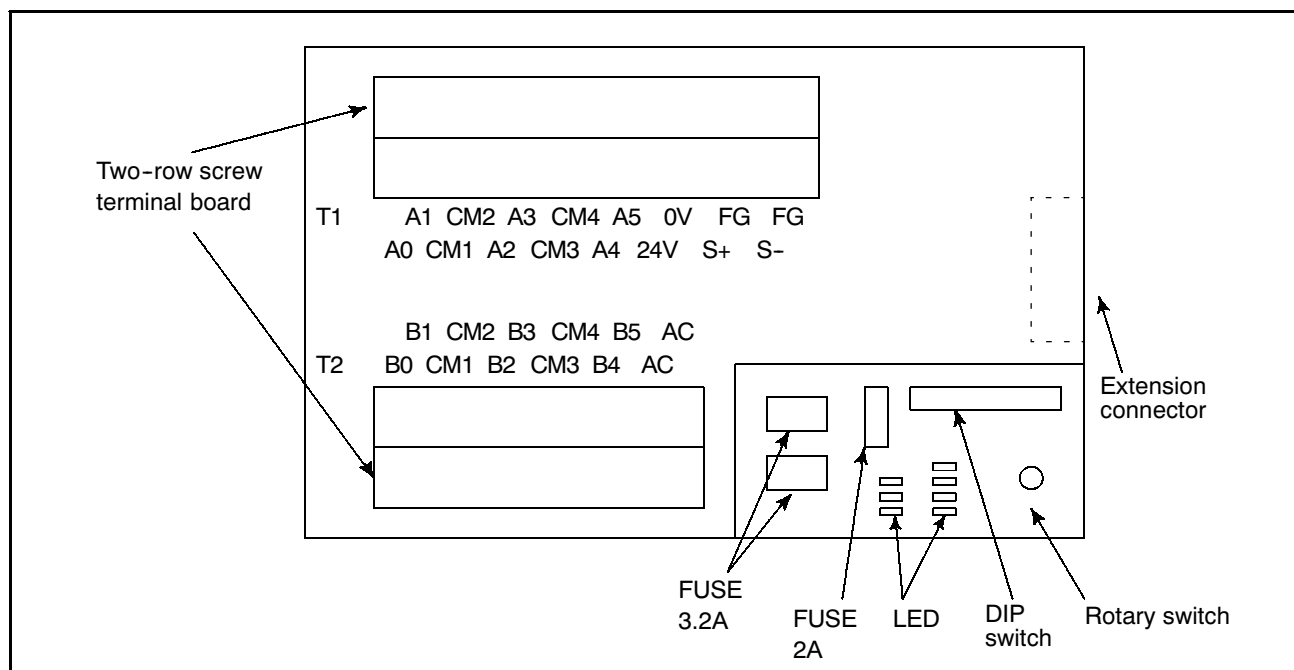 Two-row screw
terminal board
T1 A1 CM2 A3 CM4 A5 0V FG FG
A0 CM1 A2 CM3 A4 24V S+ S-
B1 CM2 B3 CM4 B5 AC
T2 B0 CM1 B2 CM3 B4 AC
Extension
connector
FUSE
3.2A
FUSE
2A
LED
DIP
switch
Rotary switch